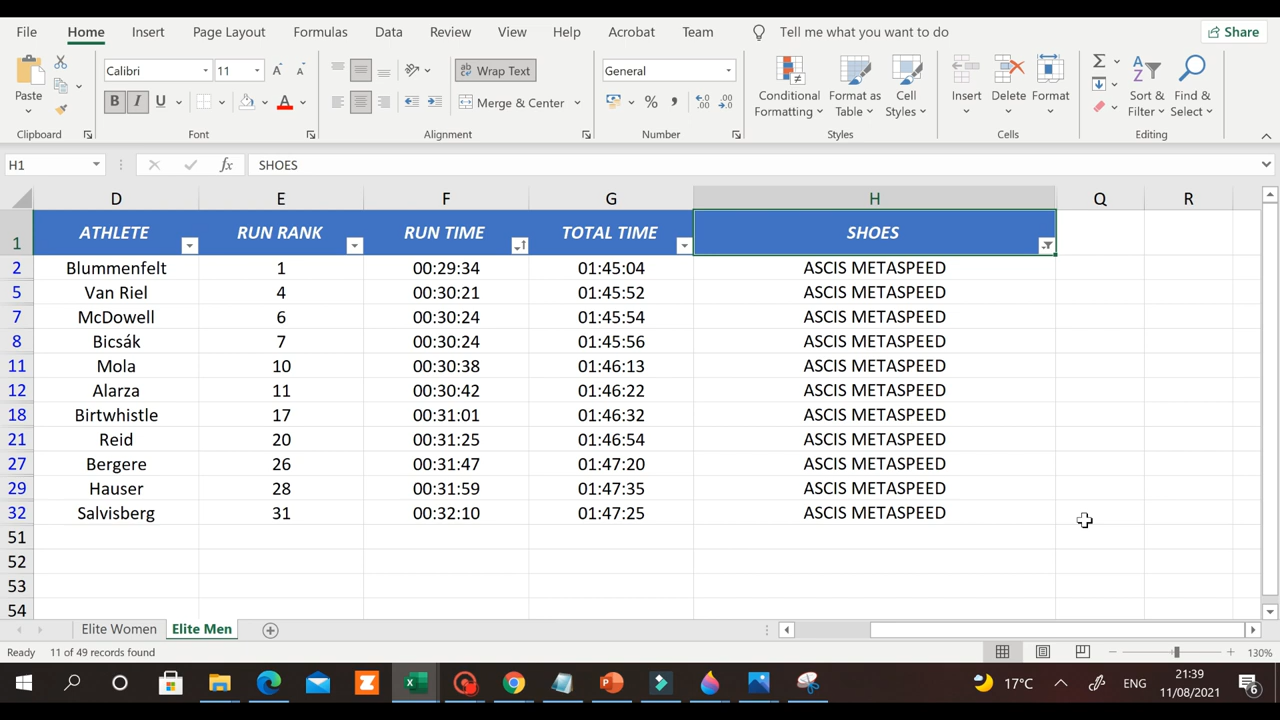 File Home Insert Page Layout Formulas Data Review View Help Acrobat Team Tell me what you want to do Share
Paste
Clipboard
Calibri 11 A A
B I U A
Font
Wrap Text
Merge & Center
Alignment
General
%
Number
Conditional Formatting
Format as Table
Cell Styles
Styles
Insert Delete Format
Cells
Sort & Filter
Find & Select
Editing
H1 fx SHOES
D E F G H Q R
1 ATHLETE RUN RANK RUN TIME TOTAL TIME SHOES
2 Blummenfelt 1 00:29:34 01:45:04 ASCIS METASPEED
5 Van Riel 4 00:30:21 01:45:52 ASCIS METASPEED
7 McDowell 6 00:30:24 01:45:54 ASCIS METASPEED
8 Bicsák 7 00:30:24 01:45:56 ASCIS METASPEED
11 Mola 10 00:30:38 01:46:13 ASCIS METASPEED
12 Alarza 11 00:30:42 01:46:22 ASCIS METASPEED
18 Birtwhistle 17 00:31:01 01:46:32 ASCIS METASPEED
21 Reid 20 00:31:25 01:46:54 ASCIS METASPEED
27 Bergere 26 00:31:47 01:47:20 ASCIS METASPEED
29 Hauser 28 00:31:59 01:47:35 ASCIS METASPEED
32 Salvisberg 31 00:32:10 01:47:25 ASCIS METASPEED
51
52
53
54
Elite Women Elite Men
Ready 11 of 49 records found 130%
17°C ENG 21:39
11/08/2021 6